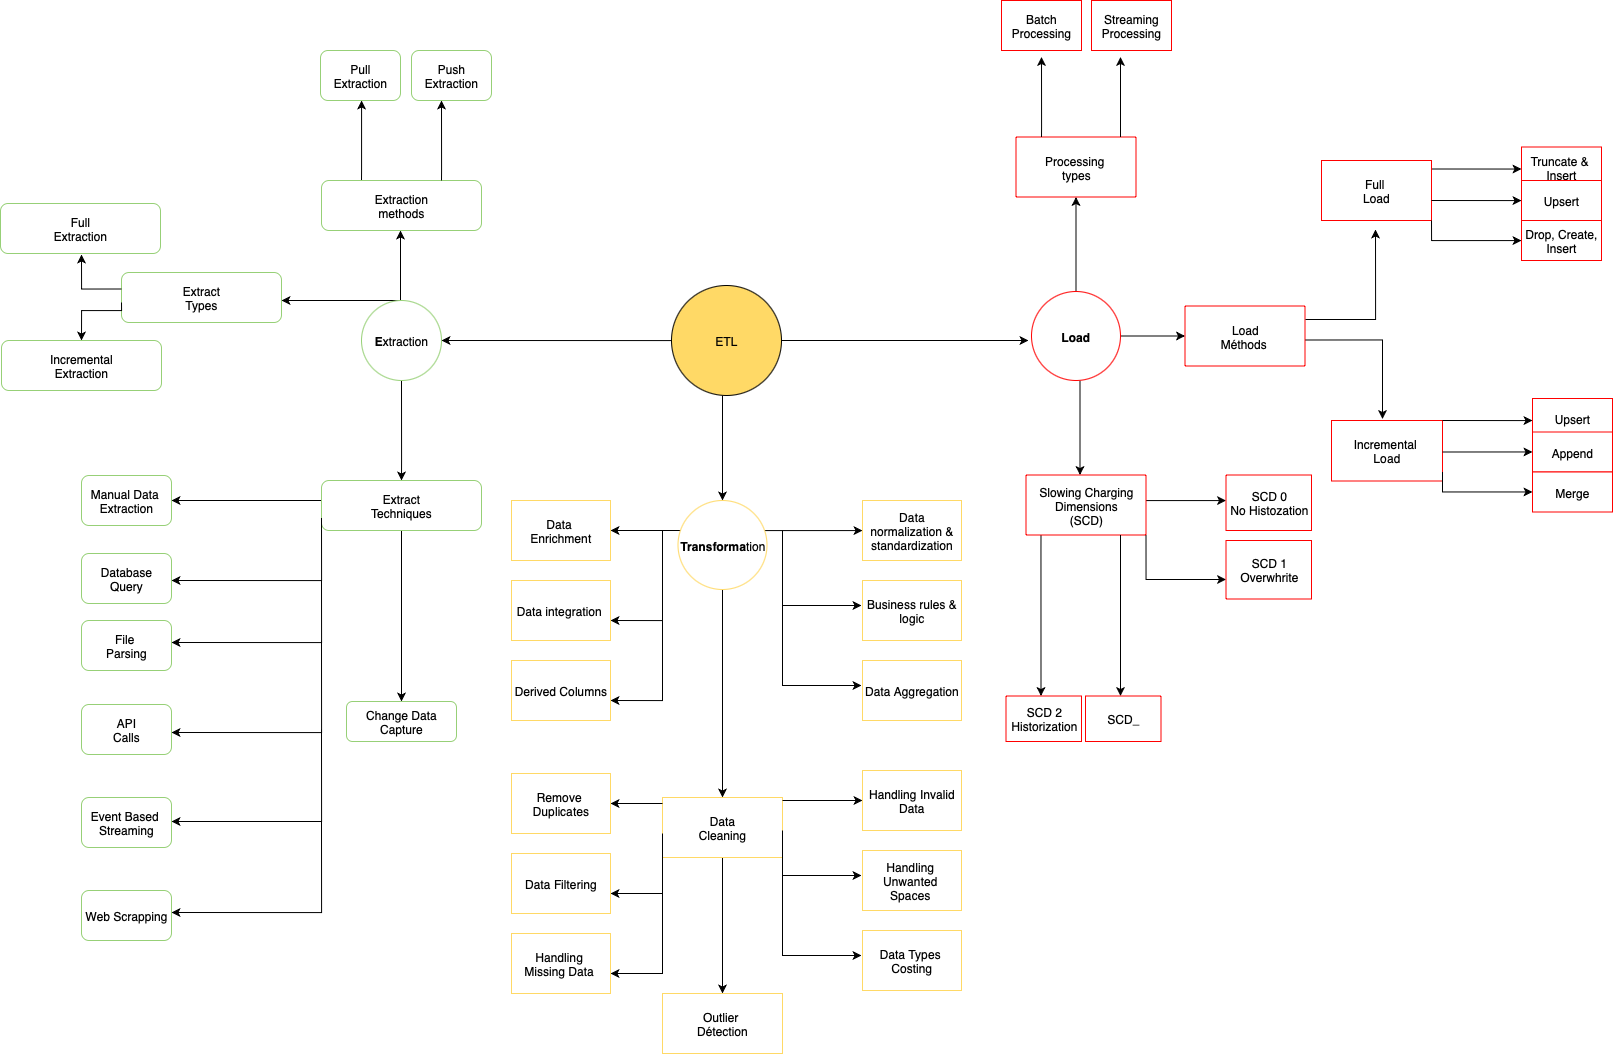 Batch
Processing
Streaming
Processing
Pull
Extraction
Push
Extraction
Processing
types
Truncate &
Insert
Full
Load
Upsert
Drop, Create,
Insert
Extraction
methods
Full
Extraction
Extract
Types
Incremental
Extraction
Extraction
ETL
Load
Load
Méthods
Incremental
Load
Upsert
Append
Merge
Manual Data
Extraction
Extract
Techniques
Database
Query
File
Parsing
API
Calls
Change Data
Capture
Event Based
Streaming
Web Scrapping
Data
Enrichment
Transformation
Data
normalization &
standardization
Data integration
Business rules &
logic
Derived Columns
Data Aggregation
Slowing Charging
Dimensions
(SCD)
SCD 0
No Histozation
SCD 1
Overwhrite
SCD 2
Historization
SCD_
Remove
Duplicates
Data
Cleaning
Handling Invalid
Data
Data Filtering
Handling
Unwanted
Spaces
Handling
Missing Data
Data Types
Costing
Outlier
Détection